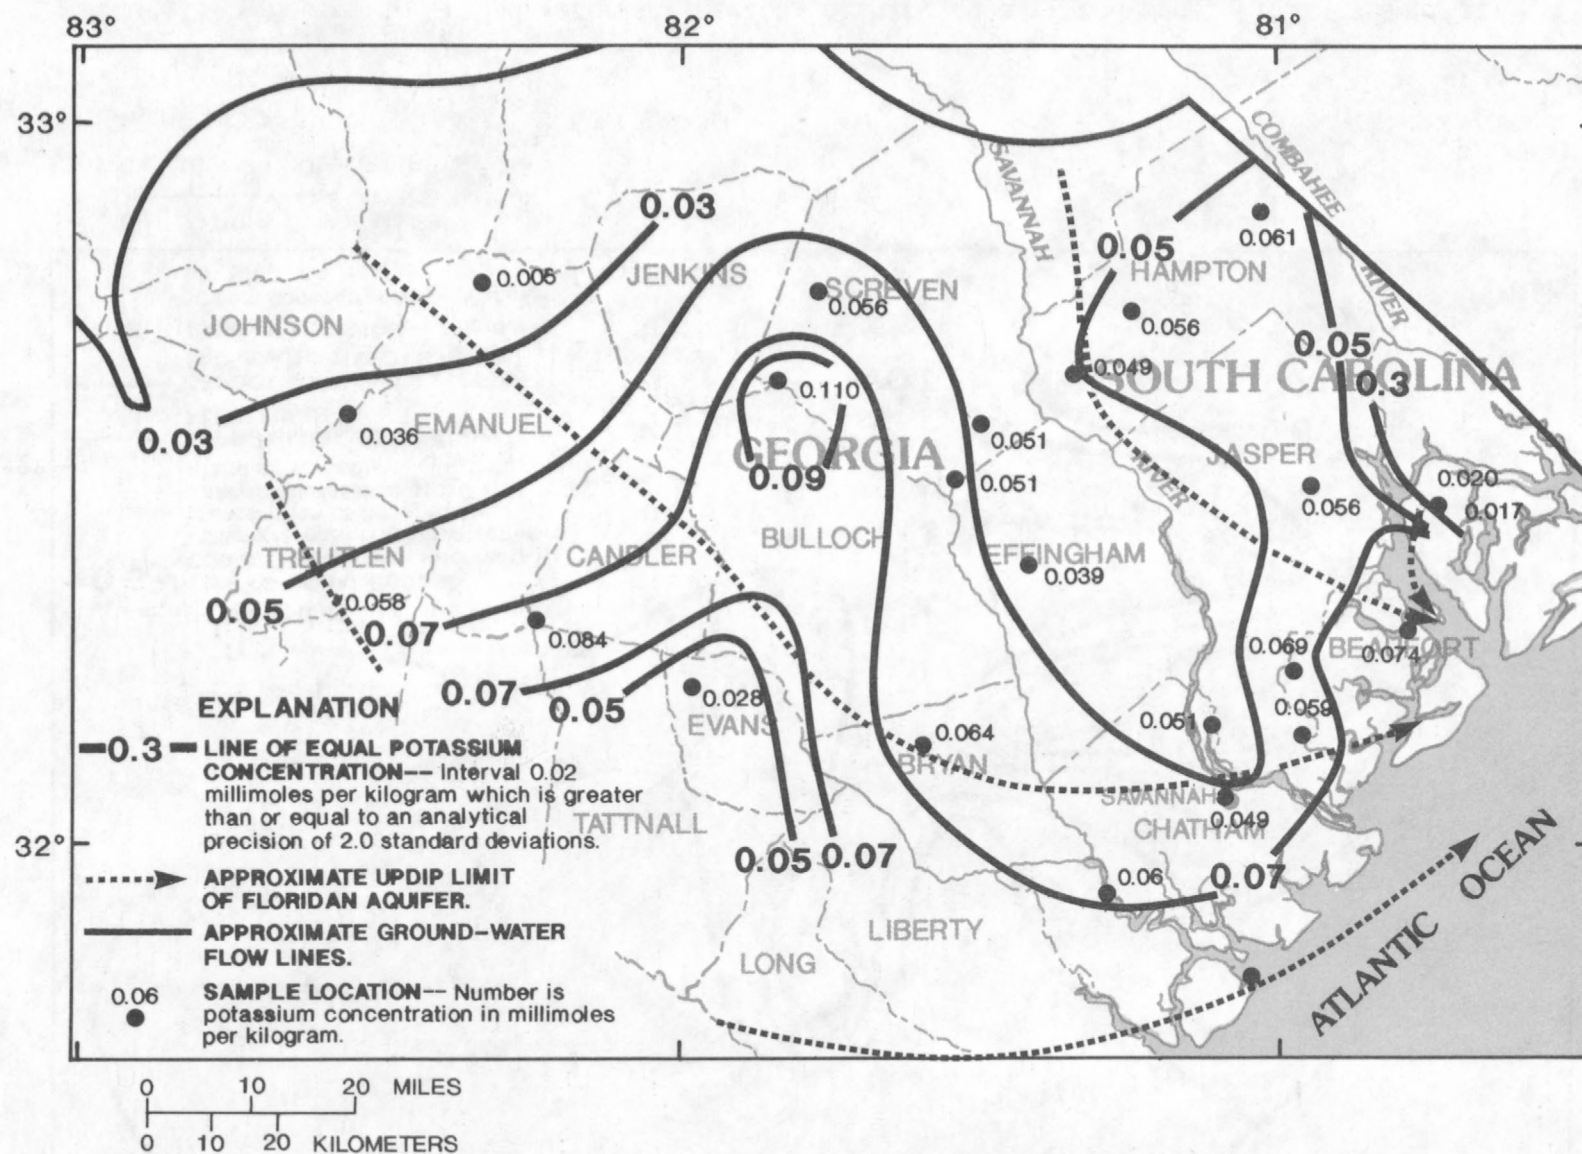 83°
82°
81°
33°
SAVANNAH
COMBAHEE
0.03
0.061
0.05
0.005
JENKINS
HAMPTON
RIVER
SCREVEN
0.056
JOHNSON
0.056
0.05
0.049
SOUTH CAROLINA
0.3
0.110
0.03
0.036
EMANUEL
GEORGIA
0.051
JASPER
RIVER
0.09
0.051
0.020
0.056
0.017
BULLOCH
TREUTLEN
CANDLER
EFFINGHAM
0.039
0.05
0.058
0.07
0.084
0.069
BEAUFORT
0.074
0.07
0.05
0.028
EVANS
0.051
0.059
0.064
BRYAN
SAVANNAH
0.049
CHATHAM
TATTNALL
32°
0.05
0.07
0.06
0.07
LIBERTY
LONG
ATLANTIC OCEAN
EXPLANATION
0.3
LINE OF EQUAL POTASSIUM
CONCENTRATION-- Interval 0.02
millimoles per kilogram which is greater
than or equal to an analytical
precision of 2.0 standard deviations.
APPROXIMATE UPDIP LIMIT
OF FLORIDAN AQUIFER.
APPROXIMATE GROUND-WATER
FLOW LINES.
0.06
SAMPLE LOCATION-- Number is
potassium concentration in millimoles
per kilogram.
0 10 20 MILES
0 10 20 KILOMETERS